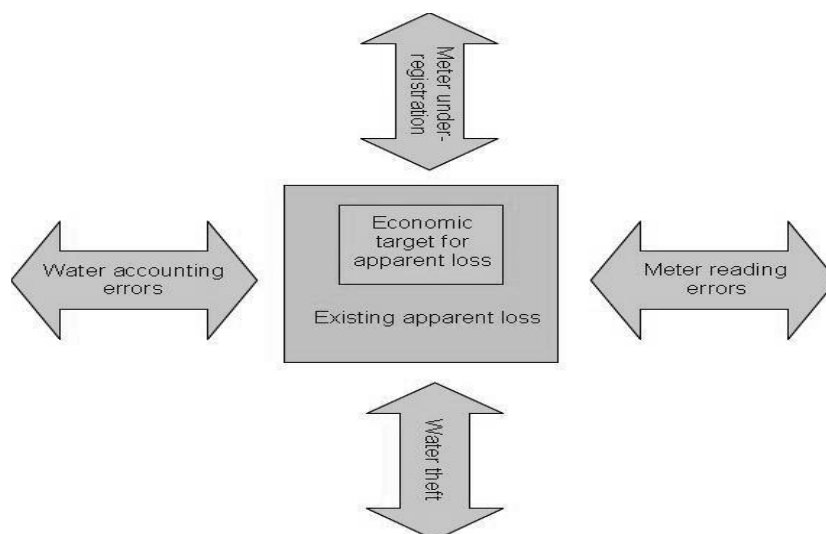 Meter under-
registration
Economic
target for
apparent loss
Water accounting
errors
Meter reading
errors
Existing apparent loss
Water theft